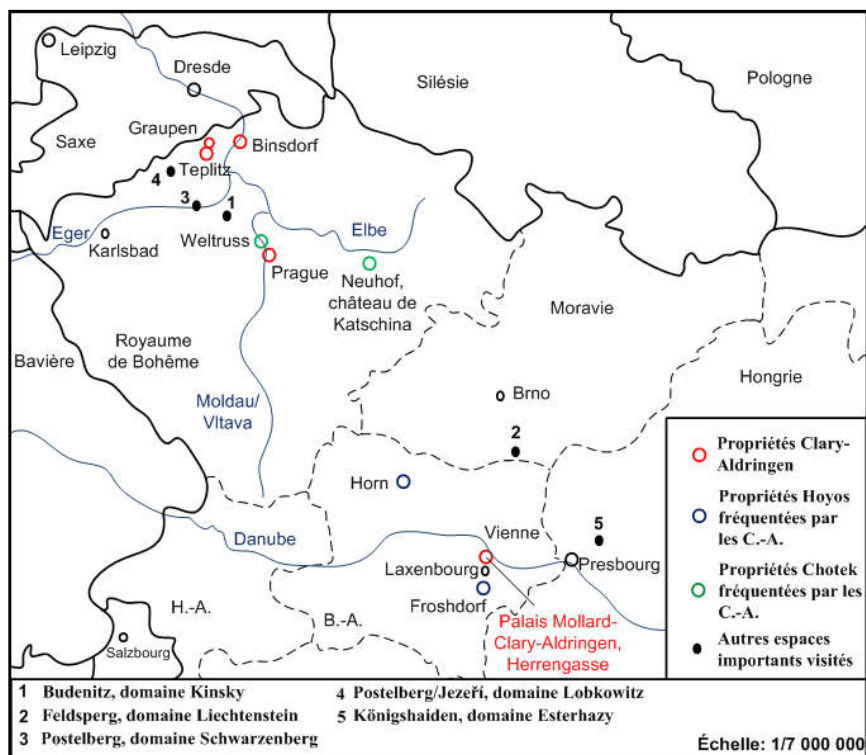 Leipzig
Dresde
Silésie
Pologne
Graupen
Saxe
Binsdorf
Teplitz
4
3
1
Eger
Karlsbad
Weltruss
Elbe
Prague
Neuhof,
château de
Katschina
Moravie
Royaume
de Bohême
Bavière
Hongrie
Moldau/
Vltava
Brno
2
Horn
Danube
Vienne
5
Laxenbourg
Presbourg
H.-A.
B.-A.
Froshdorf
Salzbourg
Palais Mollard-
Clary-Aldringen,
Herrengasse
Propriétés Clary-
Aldringen
Propriétés Hoyos
fréquentées par
les C.-A.
Propriétés Chotek
fréquentées par les
C.-A.
Autres espaces
importants visités
1 Budenitz, domaine Kinsky
2 Feldsperg, domaine Liechtenstein
3 Postelberg, domaine Schwarzenberg
4 Postelberg/Jezeří, domaine Lobkowitz
5 Königshaiden, domaine Esterhazy
Échelle: 1/7 000 000